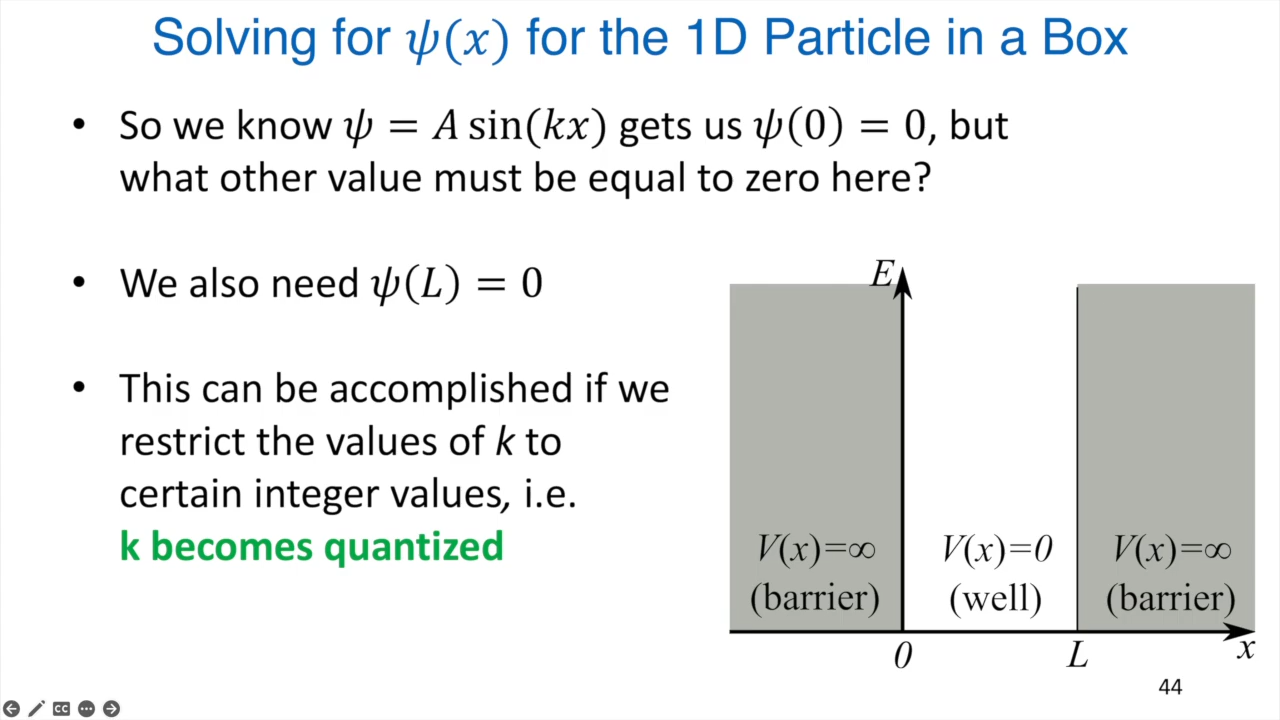 Solving for ψ(x) for the 1D Particle in a Box
• So we know ψ = A sin(kx) gets us ψ(0) = 0, but
what other value must be equal to zero here?
• We also need ψ(L) = 0
• This can be accomplished if we
restrict the values of k to
certain integer values, i.e.
k becomes quantized
E
V(x)=∞
(barrier)
V(x)=0
(well)
V(x)=∞
(barrier)
0
L
x
44
CC